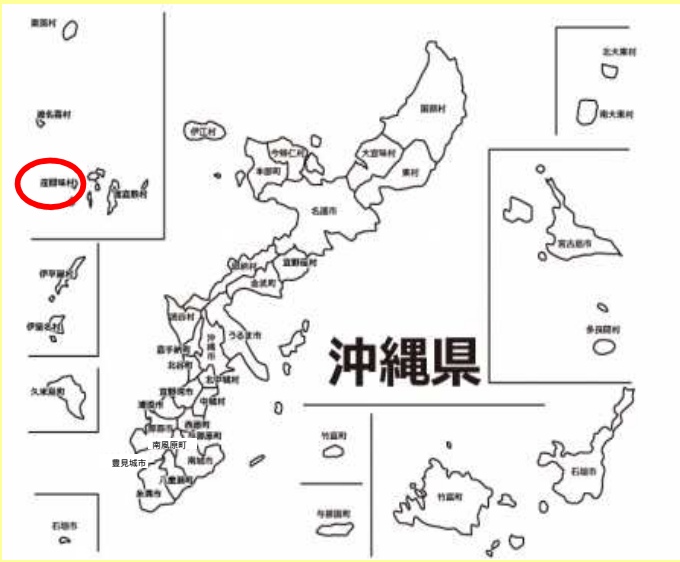 粟国村
渡名喜村
座間味村
渡嘉敷村
伊平屋村
伊是名村
久米島町
石垣市
伊江村
今帰仁村
本部町
国頭村
大宜味村
東村
名護市
恩納村
宜野座村
金武町
読谷村
沖縄市
うるま市
嘉手納町
北谷町
北中城村
宜野湾市
中城村
浦添市
西原町
那覇市
与那原町
南風原町
豊見城市
南城市
八重瀬町
糸満市
沖縄県
北大東村
南大東村
宮古島市
多良間村
竹富町
与那国町
竹富町
石垣市